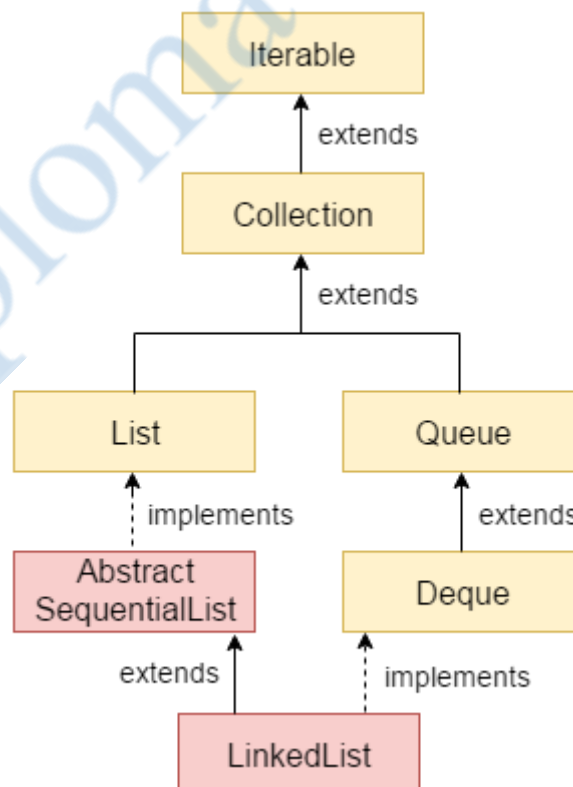 Iterable
extends
Collection
extends
List
Queue
implements
extends
Abstract
SequentialList
Deque
extends
implements
LinkedList